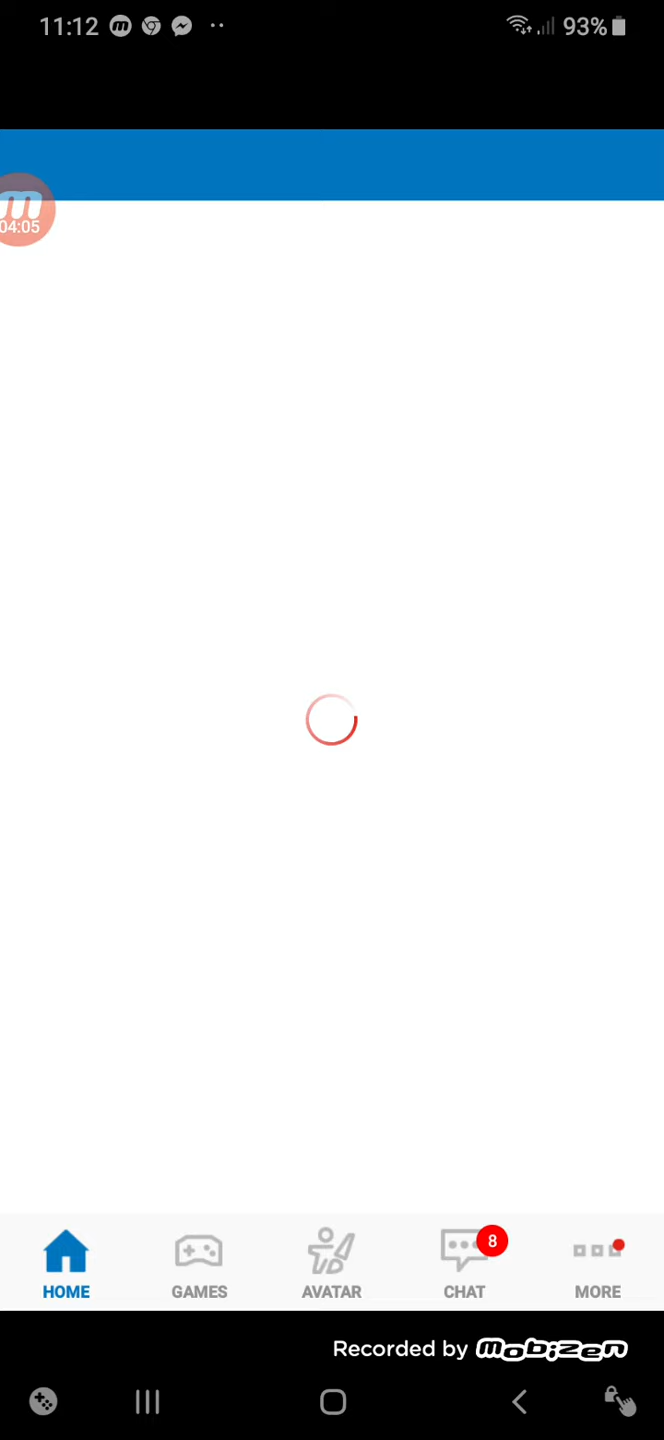 11:12 93%
m
04:05
8
HOME GAMES AVATAR CHAT MORE
Recorded by mobizen